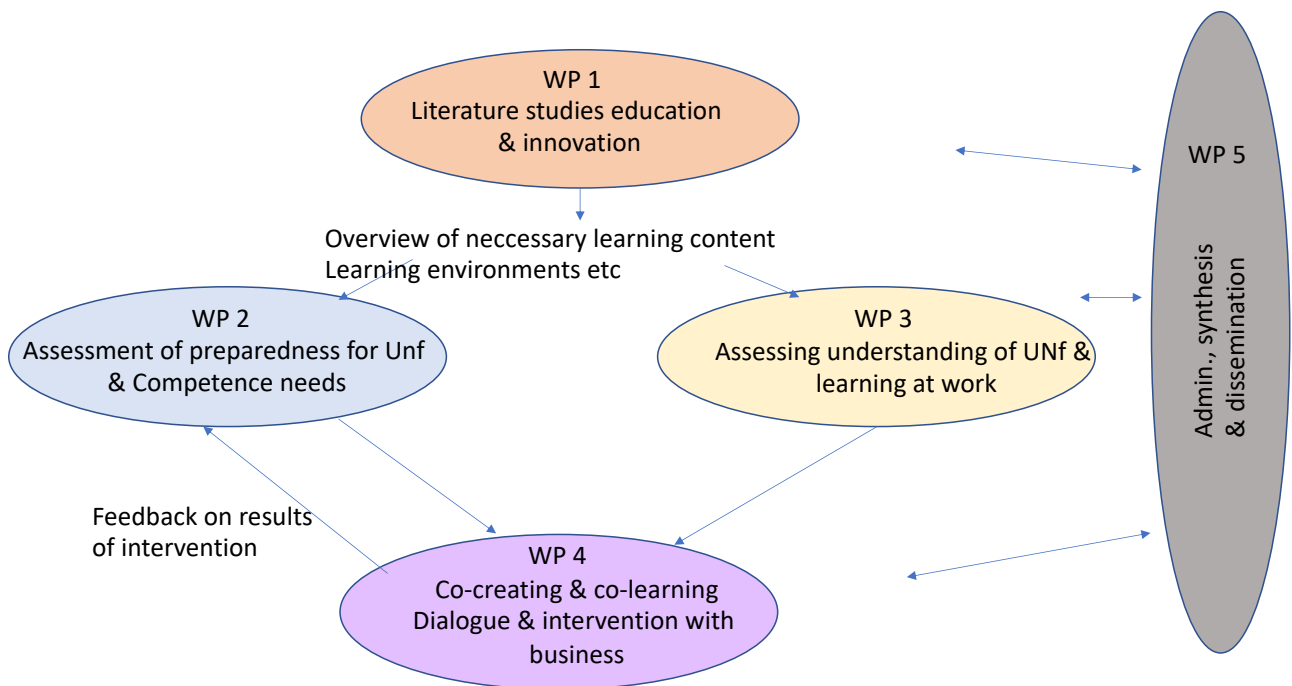 WP 1
Literature studies education
& innovation
WP 5
Admin., synthesis
& dissemination
Overview of neccessary learning content
Learning environments etc
WP 2
Assessment of preparedness for Unf
& Competence needs
WP 3
Assessing understanding of UNf &
learning at work
Feedback on results
of intervention
WP 4
Co-creating & co-learning
Dialogue & intervention with
business